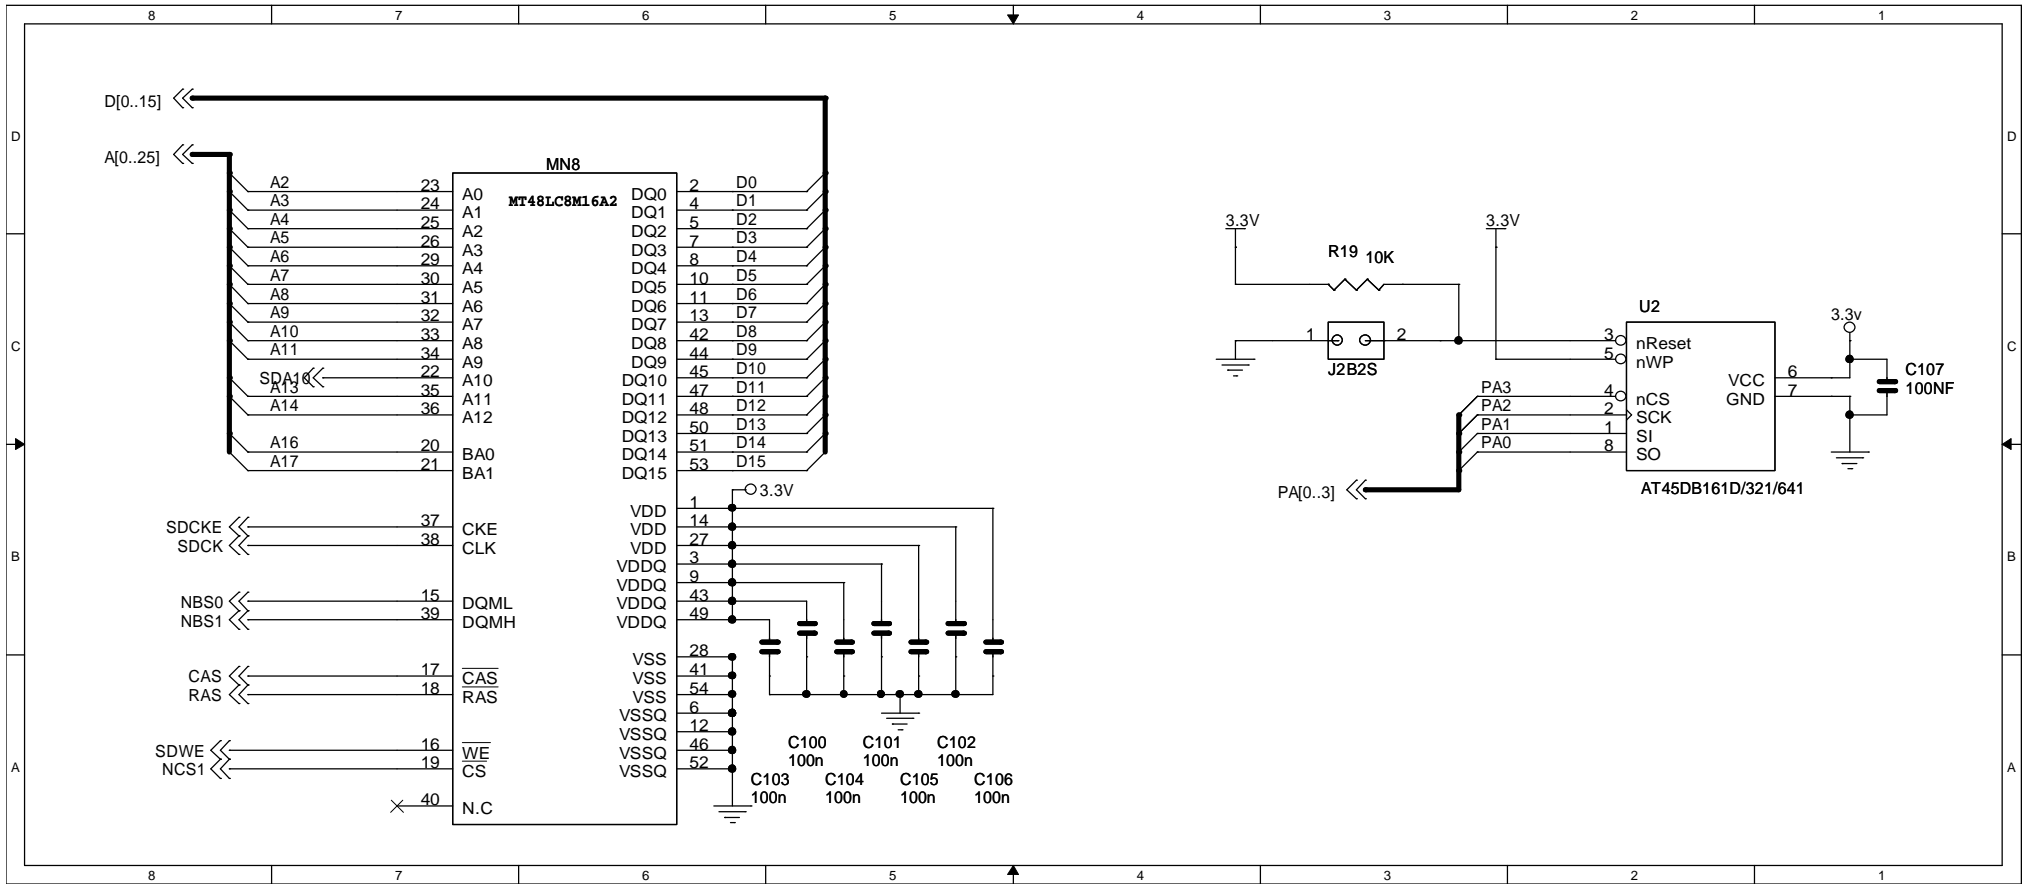 8 7 6 5 4 3 2 1
D[0..15]
D D
A[0..25]
MN8
MT48LC8M16A2
A2 23 A0 DQ0 2 D0
A3 24 A1 DQ1 4 D1
A4 25 A2 DQ2 5 D2
A5 26 A3 DQ3 7 D3
A6 29 A4 DQ4 8 D4
A7 30 A5 DQ5 10 D5
A8 31 A6 DQ6 11 D6
A9 32 A7 DQ7 13 D7
A10 33 A8 DQ8 42 D8
A11 34 A9 DQ9 44 D9
SDA10 22 A10 DQ10 45 D10
A13 35 A11 DQ11 47 D11
A14 36 A12 DQ12 48 D12
DQ13 50 D13
A16 20 BA0 DQ14 51 D14
A17 21 BA1 DQ15 53 D15
3.3V
VDD 1
SDCKE 37 CKE VDD 14
SDCK 38 CLK VDD 27
VDDQ 3
VDDQ 9
NBS0 15 DQML VDDQ 43
NBS1 39 DQMH VDDQ 49
VSS 28
CAS 17 CAS VSS 41
RAS 18 RAS VSS 54
VSSQ 6
VSSQ 12
SDWE 16 WE VSSQ 46
NCS1 19 CS VSSQ 52
40 N.C
C100 C101 C102
100n 100n 100n
C103 C104 C105 C106
100n 100n 100n 100n
3.3V 3.3V
R19 10K
U2
3.3v
1 2 3 nReset
5 nWP
J2B2S
C107
100NF
VCC 6
GND 7
PA3 4 nCS
PA2 2 SCK
PA1 1 SI
PA0 8 SO
PA[0..3]
AT45DB161D/321/641
C C
B B
A A
8 7 6 5 4 3 2 1